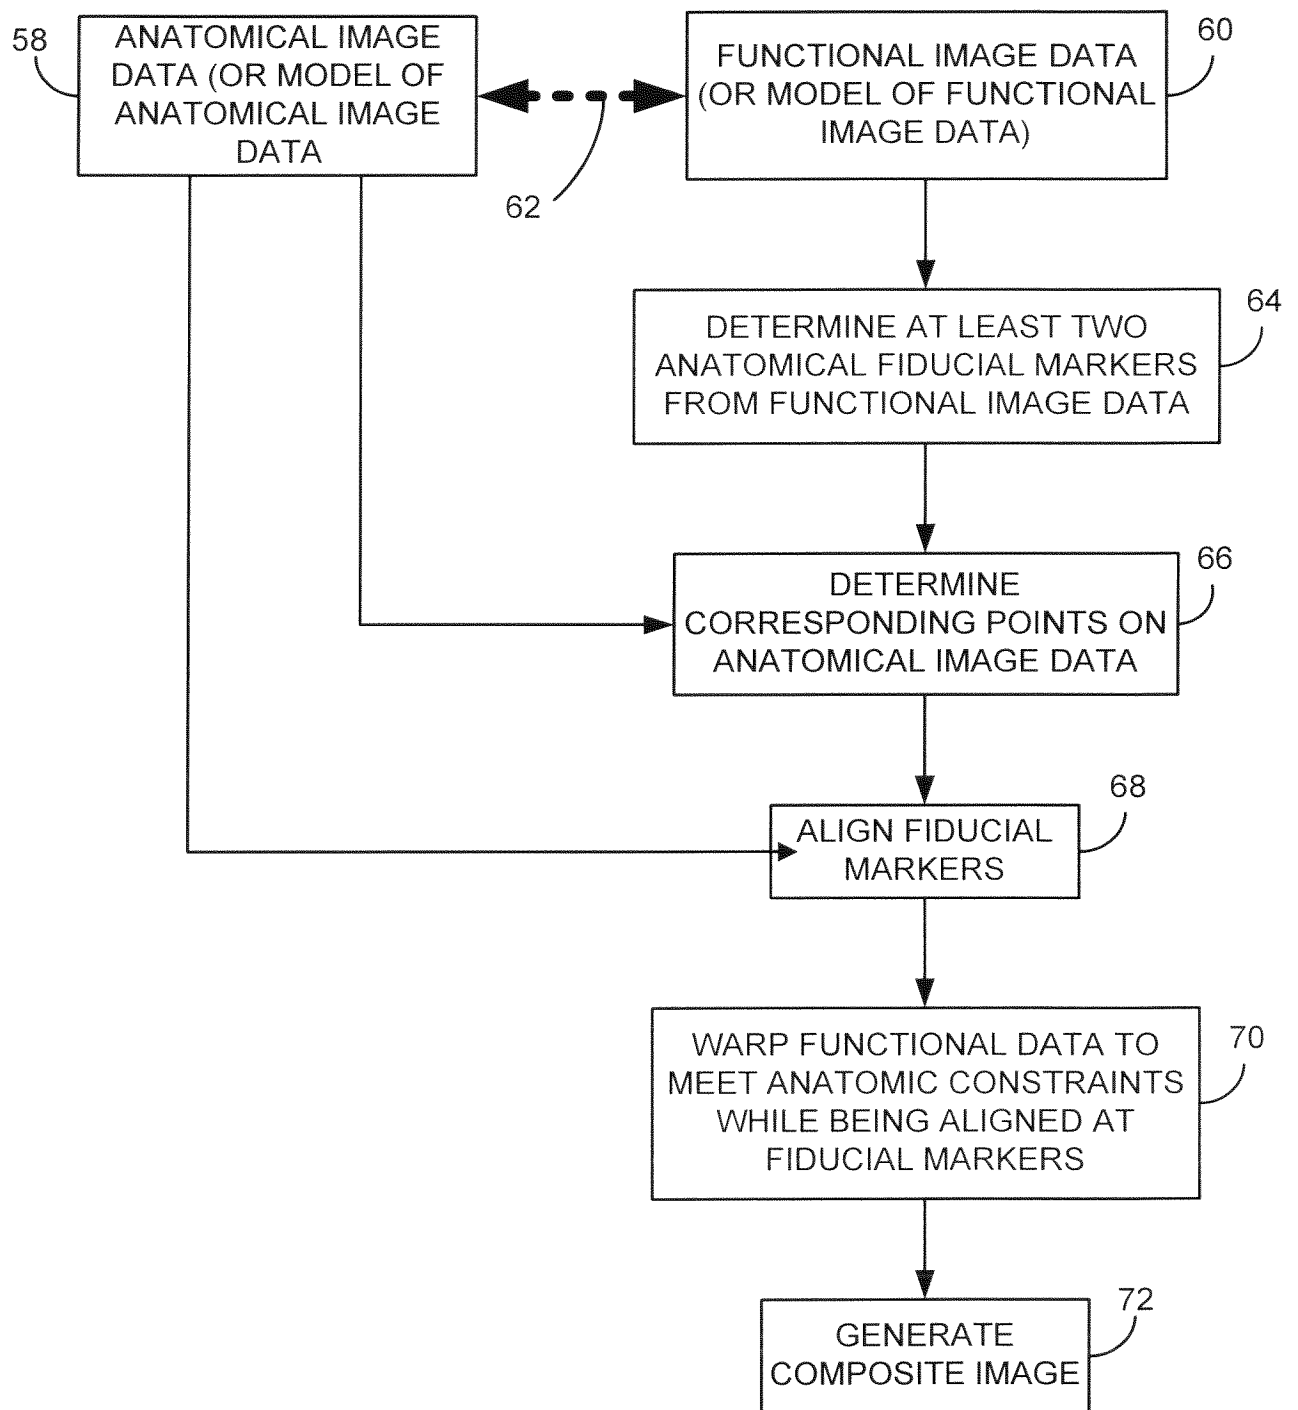 58
ANATOMICAL IMAGE
DATA (OR MODEL OF
ANATOMICAL IMAGE
DATA
60
FUNCTIONAL IMAGE DATA
(OR MODEL OF FUNCTIONAL
IMAGE DATA)
62
64
DETERMINE AT LEAST TWO
ANATOMICAL FIDUCIAL MARKERS
FROM FUNCTIONAL IMAGE DATA
66
DETERMINE
CORRESPONDING POINTS ON
ANATOMICAL IMAGE DATA
68
ALIGN FIDUCIAL
MARKERS
70
WARP FUNCTIONAL DATA TO
MEET ANATOMIC CONSTRAINTS
WHILE BEING ALIGNED AT
FIDUCIAL MARKERS
72
GENERATE
COMPOSITE IMAGE